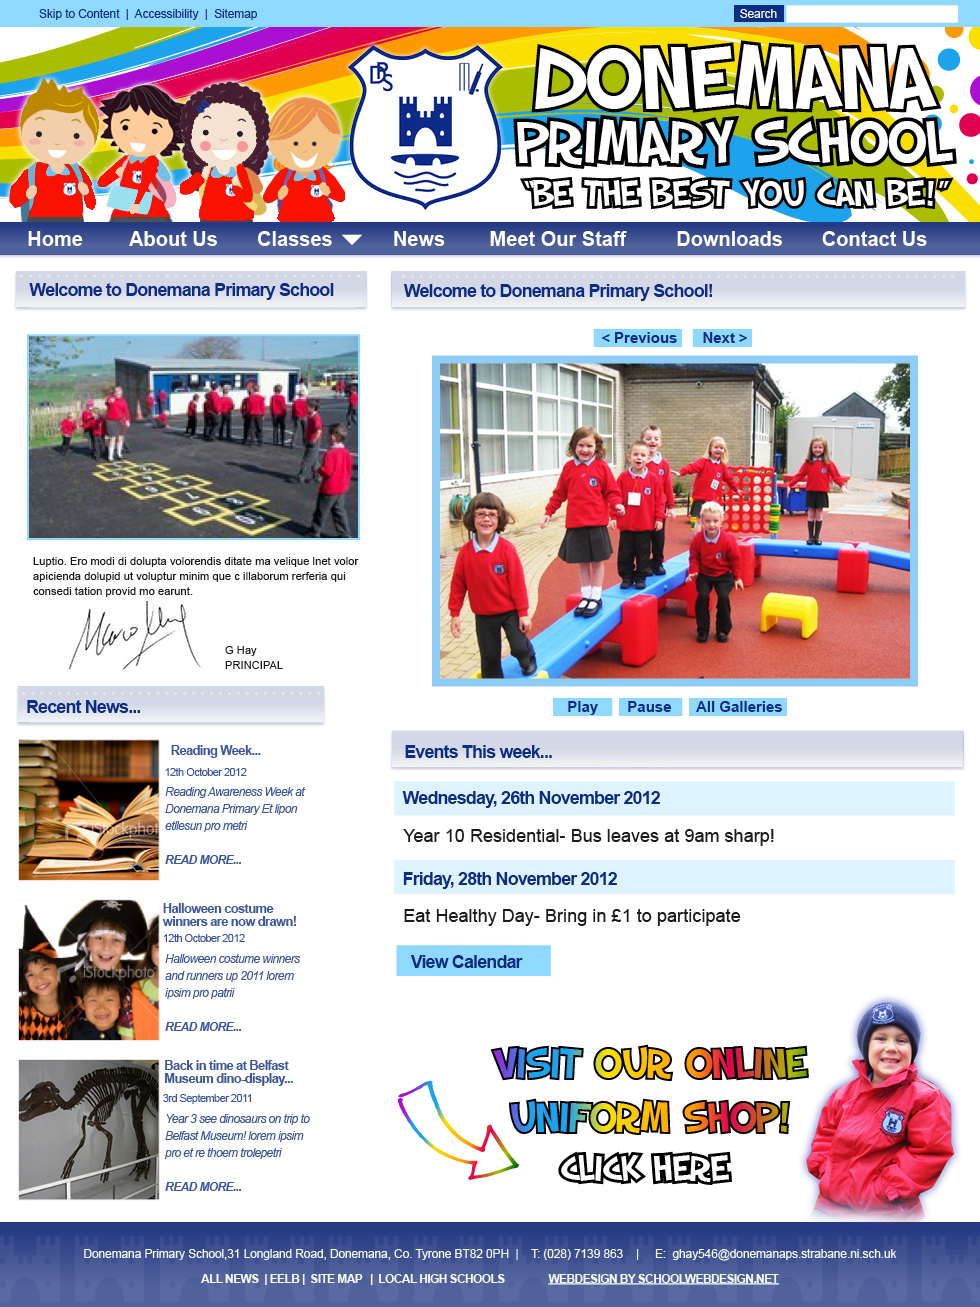 Skip to Content | Accessibility | Sitemap
Search
DPS
DONEMANA
PRIMARY SCHOOL
"BE THE BEST YOU CAN BE!"
Home About Us Classes News Meet Our Staff Downloads Contact Us
Welcome to Donemana Primary School
Luptio. Ero modi di dolupta volorendis ditate ma velique lnet volor
apicienda dolupid ut voluptur minim que c illaborum rerferia qui
consedi tation provid mo earunt.
G Hay
PRINCIPAL
Recent News...
Reading Week...
12th October 2012
Reading Awareness Week at
Donemana Primary Et lipon
etllesun pro metri
READ MORE...
iStockphoto
Halloween costume
winners are now drawn!
12th October 2012
Halloween costume winners
and runners up 2011 lorem
ipsim pro patrii
READ MORE...
iStockphoto
Back in time at Belfast
Museum dino-display...
3rd September 2011
Year 3 see dinosaurs on trip to
Belfast Museum! lorem ipsim
pro et re thoem trolepetri
READ MORE...
Welcome to Donemana Primary School!
< Previous Next >
Play Pause All Galleries
Events This week...
Wednesday, 26th November 2012
Year 10 Residential- Bus leaves at 9am sharp!
Friday, 28th November 2012
Eat Healthy Day- Bring in £1 to participate
View Calendar
VISIT OUR ONLINE
UNIFORM SHOP!
CLICK HERE
Donemana Primary School,31 Longland Road, Donemana, Co. Tyrone BT82 0PH | T: (028) 7139 863 | E: ghay546@donemanaps.strabane.ni.sch.uk
ALL NEWS | EELB | SITE MAP | LOCAL HIGH SCHOOLS WEBDESIGN BY SCHOOLWEBDESIGN.NET